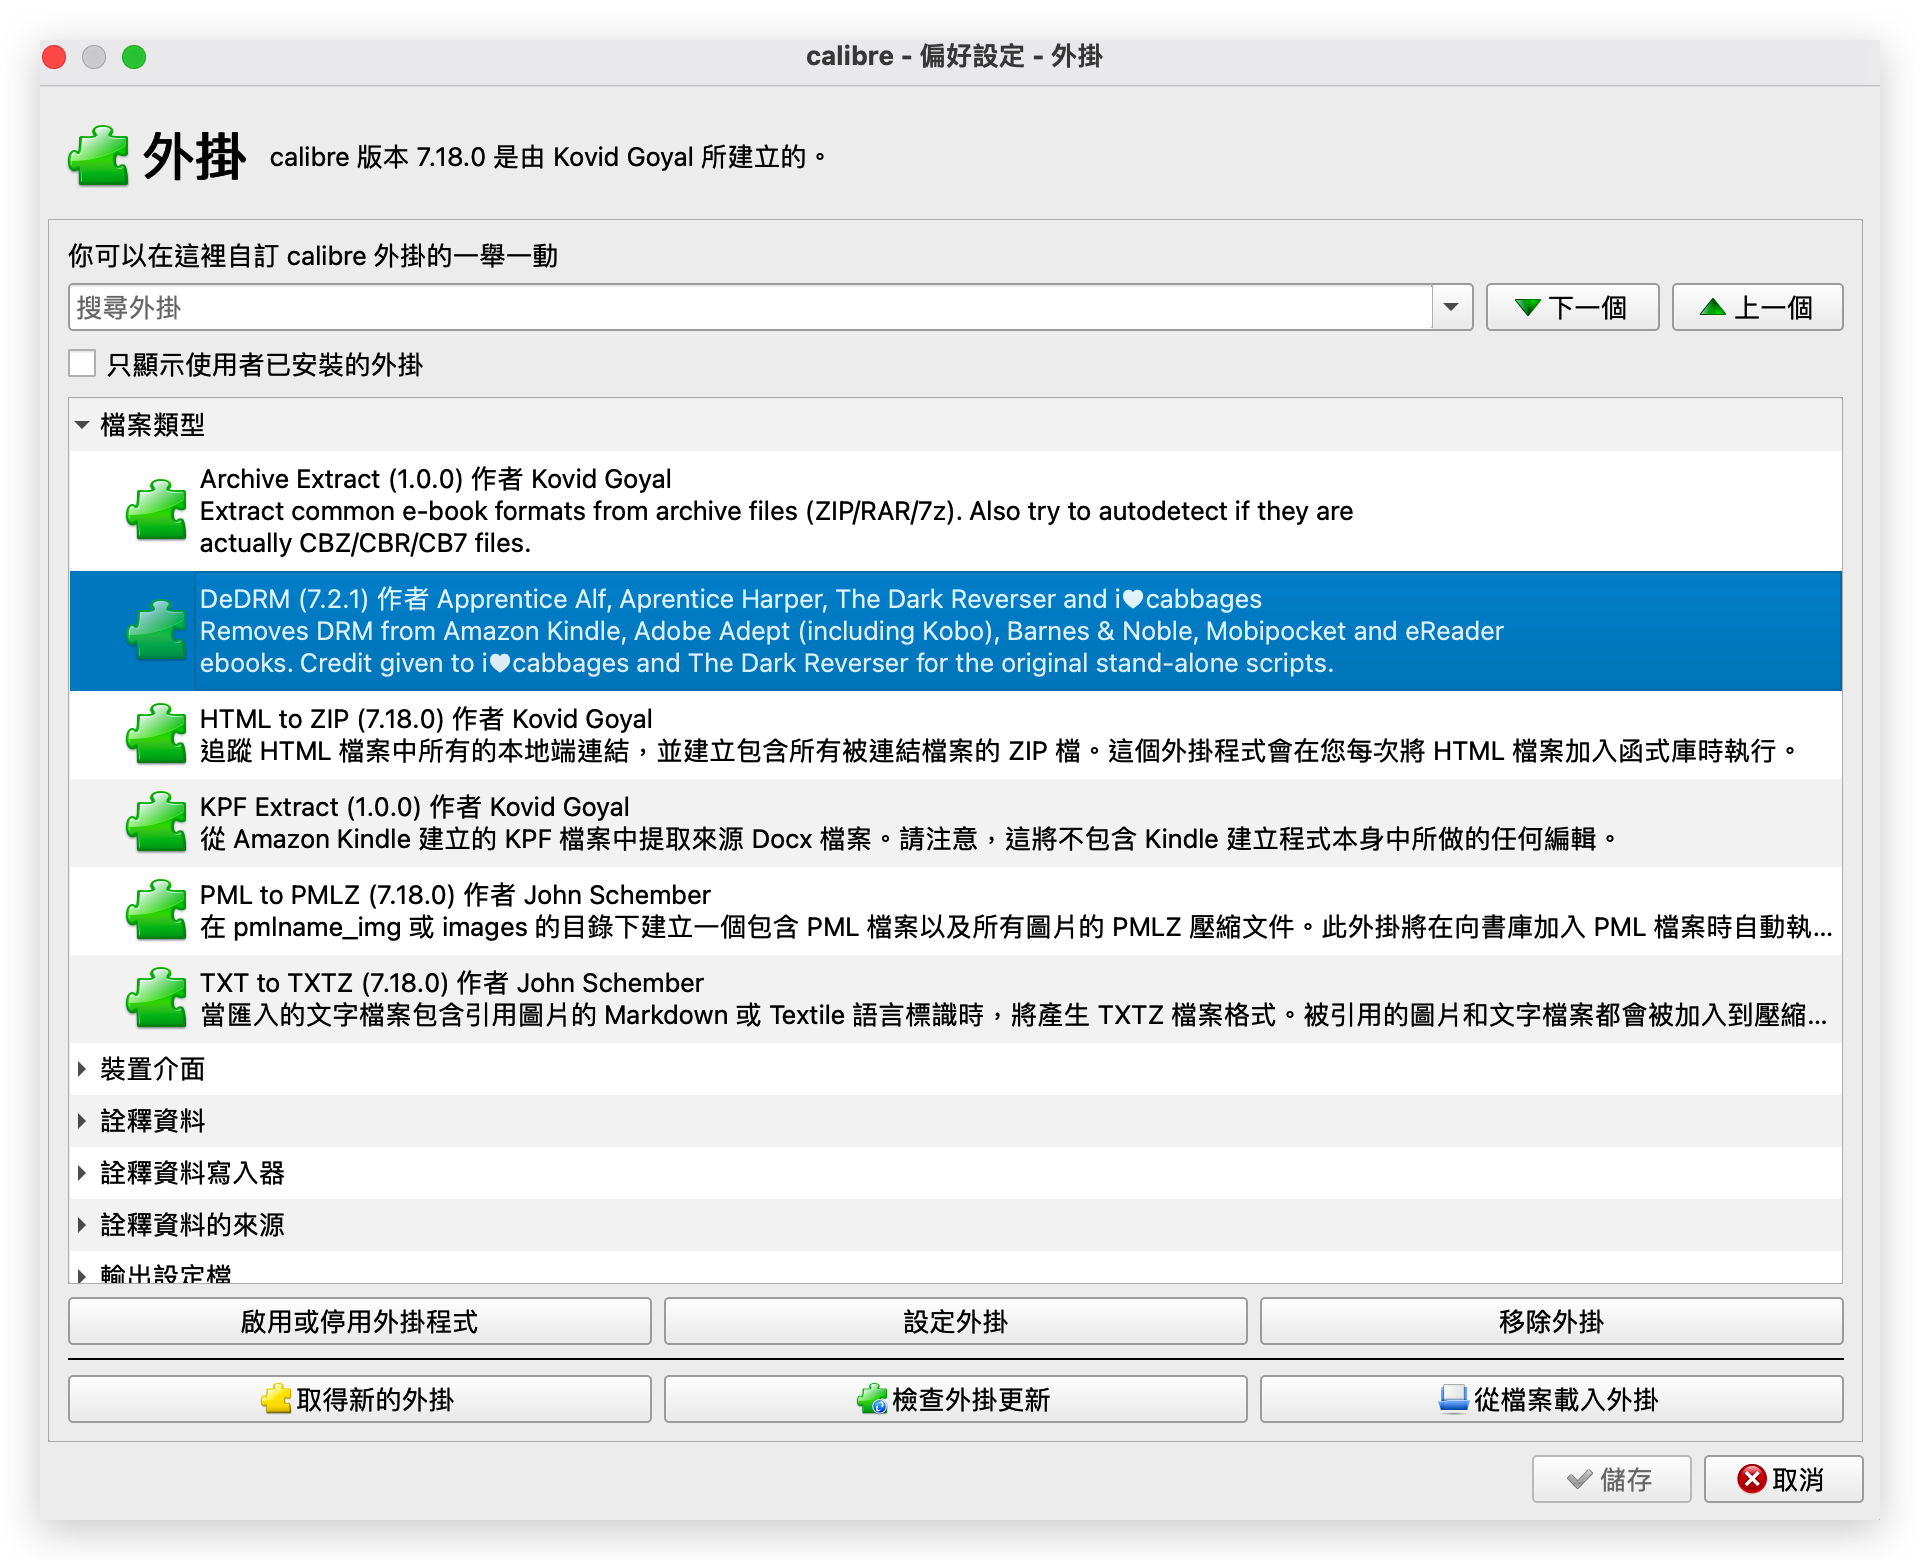 calibre - 偏好設定 - 外掛
外掛 calibre 版本 7.18.0 是由 Kovid Goyal 所建立的。
你可以在這裡自訂 calibre 外掛的一舉一動
搜尋外掛 下一個 上一個
只顯示使用者已安裝的外掛
檔案類型
Archive Extract (1.0.0) 作者 Kovid Goyal
Extract common e-book formats from archive files (ZIP/RAR/7z). Also try to autodetect if they are
actually CBZ/CBR/CB7 files.
DeDRM (7.2.1) 作者 Apprentice Alf, Aprentice Harper, The Dark Reverser and i♥cabbages
Removes DRM from Amazon Kindle, Adobe Adept (including Kobo), Barnes & Noble, Mobipocket and eReader
ebooks. Credit given to i♥cabbages and The Dark Reverser for the original stand-alone scripts.
HTML to ZIP (7.18.0) 作者 Kovid Goyal
追蹤 HTML 檔案中所有的本地端連結，並建立包含所有被連結檔案的 ZIP 檔。這個外掛程式會在您每次將 HTML 檔案加入函式庫時執行。
KPF Extract (1.0.0) 作者 Kovid Goyal
從 Amazon Kindle 建立的 KPF 檔案中提取來源 Docx 檔案。請注意，這將不包含 Kindle 建立程式本身中所做的任何編輯。
PML to PMLZ (7.18.0) 作者 John Schember
在 pmlname_img 或 images 的目錄下建立一個包含 PML 檔案以及所有圖片的 PMLZ 壓縮文件。此外掛將在向書庫加入 PML 檔案時自動執...
TXT to TXTZ (7.18.0) 作者 John Schember
當匯入的文字檔案包含引用圖片的 Markdown 或 Textile 語言標識時，將產生 TXTZ 檔案格式。被引用的圖片和文字檔案都會被加入到壓縮...
裝置介面
詮釋資料
詮釋資料寫入器
詮釋資料的來源
輸出設定檔
啟用或停用外掛程式 設定外掛 移除外掛
取得新的外掛 檢查外掛更新 從檔案載入外掛
儲存 取消